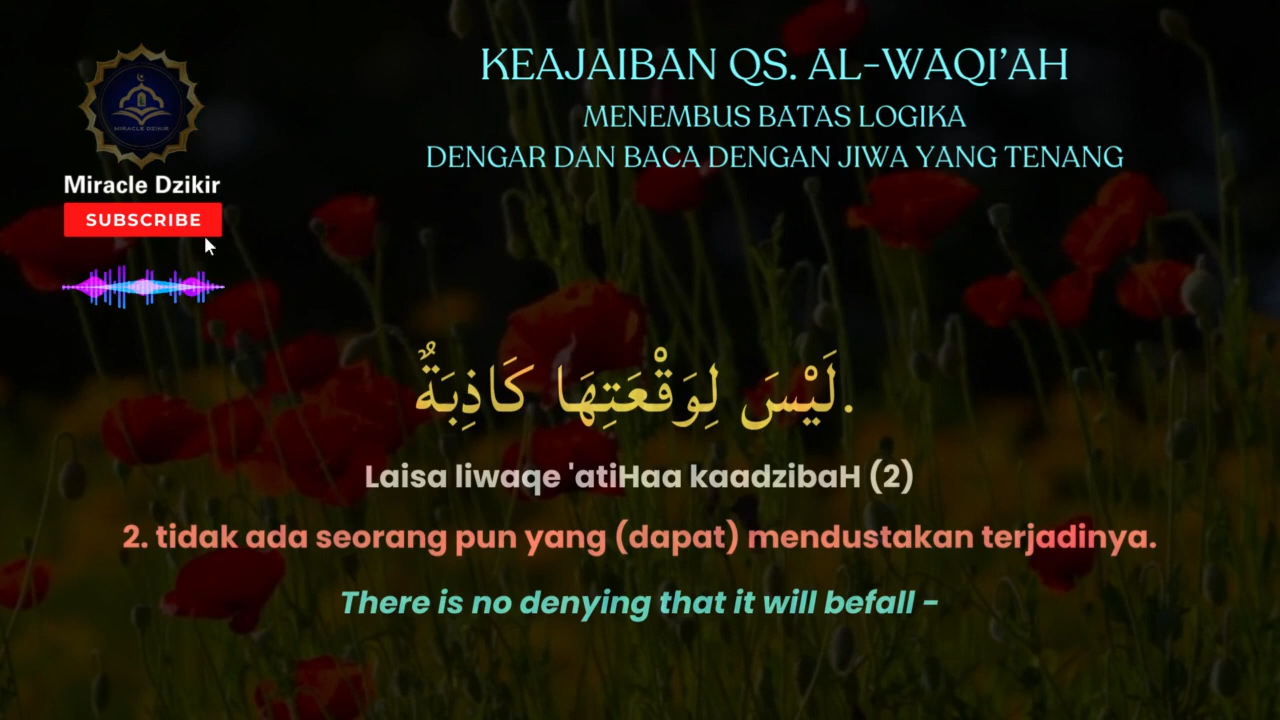 KEAJAIBAN QS. AL-WAQI'AH
MENEMBUS BATAS LOGIKA
DENGAR DAN BACA DENGAN JIWA YANG TENANG
MIRACLE DZIKIR
Miracle Dzikir
SUBSCRIBE
لَيْسَ لِوَقْعَتِهَا كَاذِبَةٌ.
Laisa liwaqe 'atiHaa kaadzibaH (2)
2. tidak ada seorang pun yang (dapat) mendustakan terjadinya.
There is no denying that it will befall -